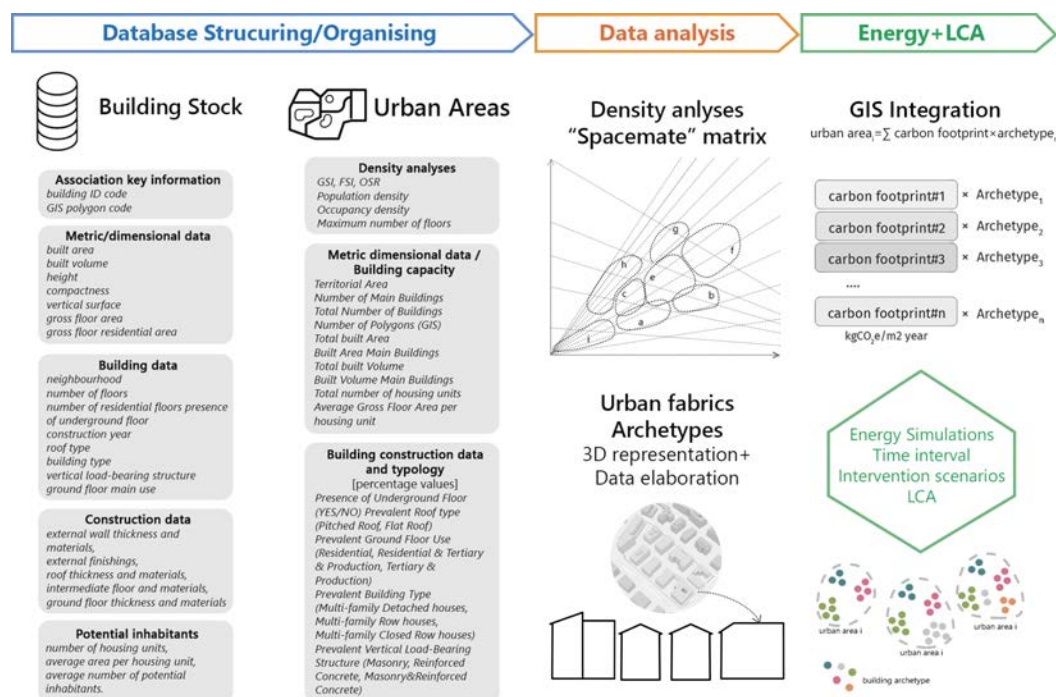 Database Strucuring/Organising
Data analysis
Energy+LCA
Building Stock
Association key information
building ID code
GIS polygon code
Metric/dimensional data
built area
built volume
height
compactness
vertical surface
gross floor area
gross floor residential area
Building data
neighbourhood
number of floors
number of residential floors presence
of underground floor
construction year
roof type
building type
vertical load-bearing structure
ground floor main use
Construction data
external wall thickness and
materials,
external finishings,
roof thickness and materials,
intermediate floor and materials,
ground floor thickness and materials
Potential inhabitants
number of housing units,
average area per housing unit,
average number of potential
inhabitants.
Urban Areas
Density analyses
GSI, FSI, OSR
Population density
Occupancy density
Maximum number of floors
Metric dimensional data /
Building capacity
Territorial Area
Number of Main Buildings
Total Number of Buildings
Number of Polygons (GIS)
Total built Area
Built Area Main Buildings
Total built Volume
Built Volume Main Buildings
Total number of housing units
Average Gross Floor Area per
housing unit
Building construction data
and typology
[percentage values]
Presence of Underground Floor
(YES/NO) Prevalent Roof type
(Pitched Roof, Flat Roof)
Prevalent Ground Floor Use
(Residential, Residential & Tertiary
& Production, Tertiary &
Production)
Prevalent Building Type
(Multi-family Detached houses,
Multi-family Row houses,
Multi-family Closed Row houses)
Prevalent Vertical Load-Bearing
Structure (Masonry, Reinforced
Concrete, Masonry&Reinforced
Concrete)
Density anlyses
“Spacemate” matrix
g
f
h
e
c
b
a
i
Urban fabrics
Archetypes
3D representation+
Data elaboration
GIS Integration
urban areaᵢ=∑ carbon footprint×archetypeᵢ
carbon footprint#1 × Archetype₁
carbon footprint#2 × Archetype₂
carbon footprint#3 × Archetype₃
....
carbon footprint#n × Archetypeₙ
kgCO₂e/m2 year
Energy Simulations
Time interval
Intervention scenarios
LCA
urban area i
urban area i
urban area i
building archetype